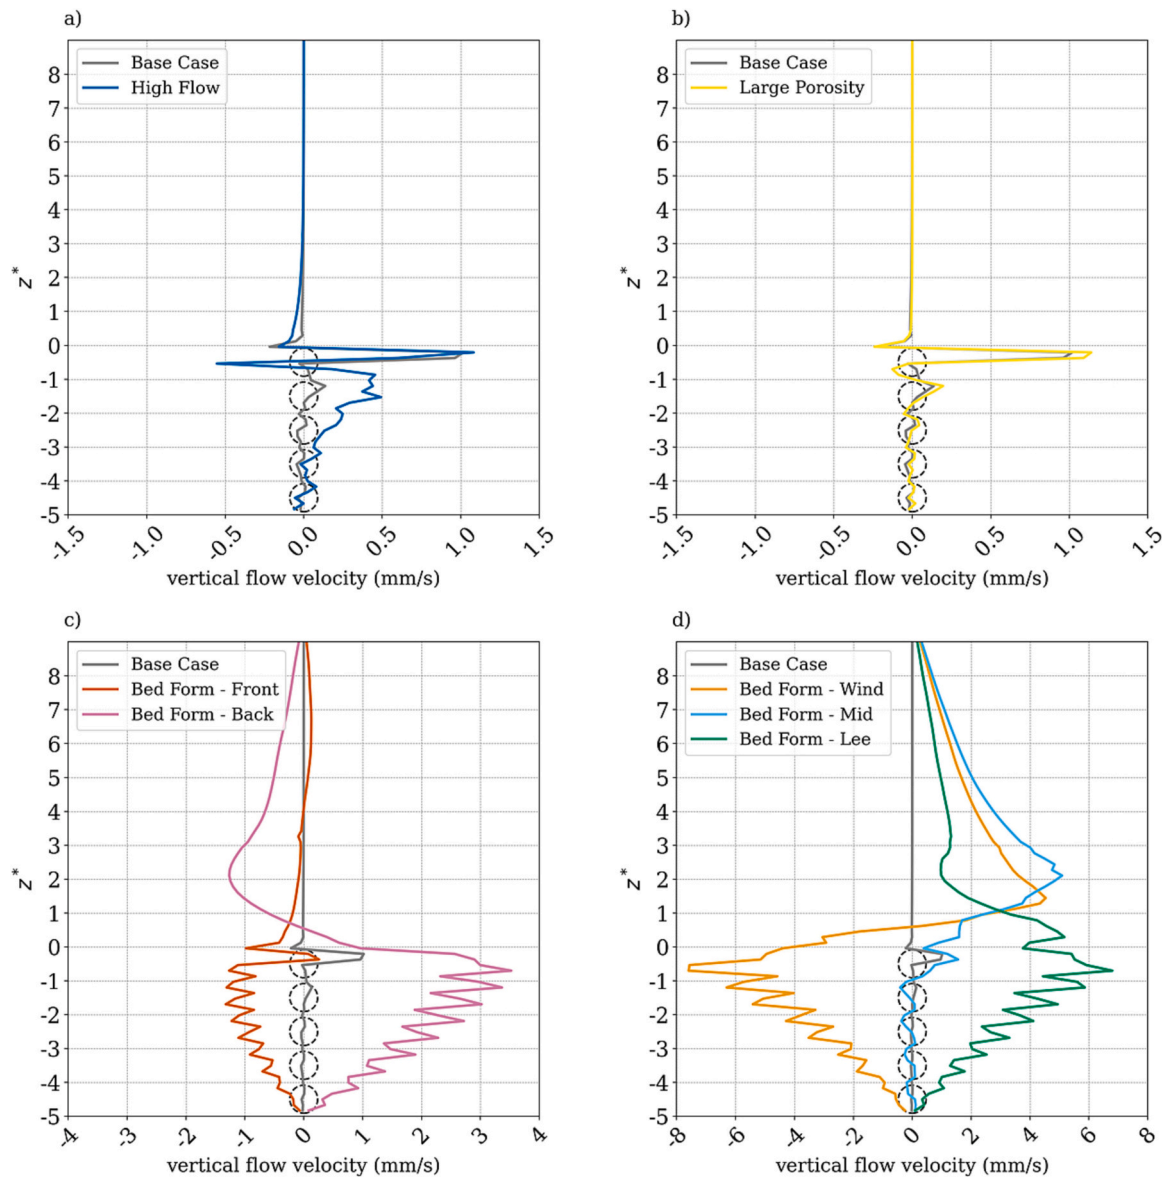 a)
Base Case
High Flow
8
7
6
5
4
3
2
1
0
-1
-2
-3
-4
-5
z*
-1.5 -1.0 -0.5 0.0 0.5 1.0 1.5
vertical flow velocity (mm/s)
b)
Base Case
Large Porosity
8
7
6
5
4
3
2
1
0
-1
-2
-3
-4
-5
z*
-1.5 -1.0 -0.5 0.0 0.5 1.0 1.5
vertical flow velocity (mm/s)
c)
Base Case
Bed Form - Front
Bed Form - Back
8
7
6
5
4
3
2
1
0
-1
-2
-3
-4
-5
z*
-4 -3 -2 -1 0 1 2 3 4
vertical flow velocity (mm/s)
d)
Base Case
Bed Form - Wind
Bed Form - Mid
Bed Form - Lee
8
7
6
5
4
3
2
1
0
-1
-2
-3
-4
-5
z*
-8 -6 -4 -2 0 2 4 6 8
vertical flow velocity (mm/s)